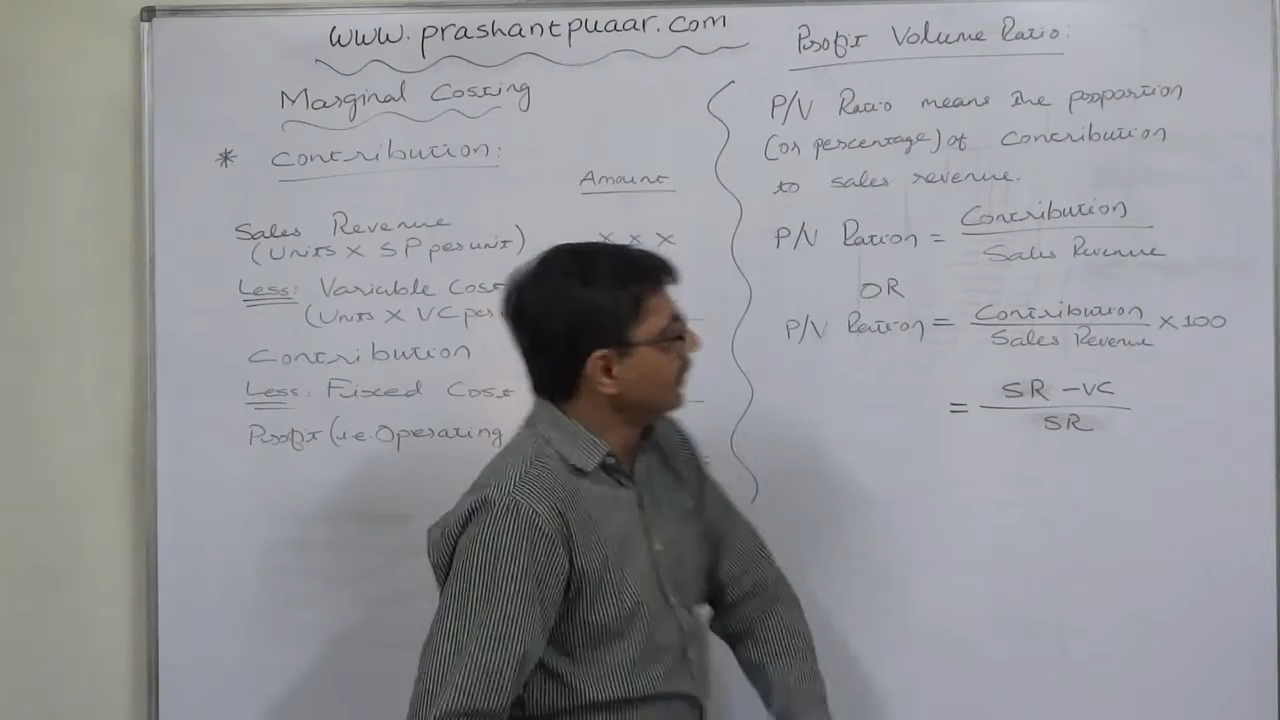 www.prashantpuaar.com
Marginal Costing
* Contribution:
Amount
Sales Revenue
(Units X SP per unit)
X X X
Less: Variable Cost
(Units X VC per
Contribution
Less: Fixed Cost
Profit (i.e. Operating
Profit Volume Ratio:
P/V Ratio means the proportion
(or percentage) of Contribution
to sales revenue.
P/V Ration = Contribution
Sales Revenue
OR
P/V Ration = Contribution × 100
Sales Revenue
= SR - VC
SR